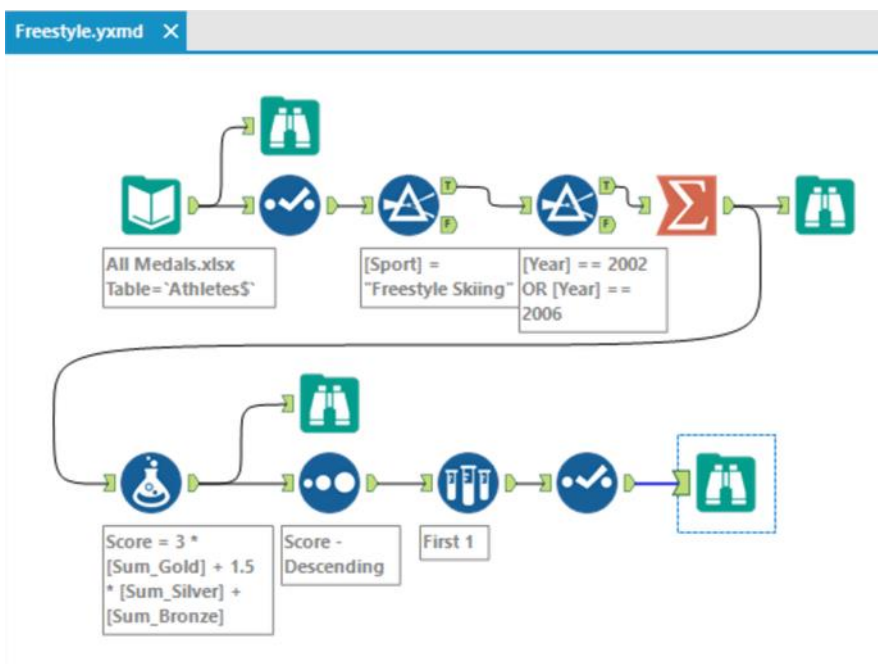 Freestyle.yxmd X
T
T
F
F
All Medals.xlsx
Table=`Athletes$`
[Sport] =
"Freestyle Skiing"
[Year] == 2002
OR [Year] ==
2006
Score = 3 *
[Sum_Gold] + 1.5
* [Sum_Silver] +
[Sum_Bronze]
Score -
Descending
First 1